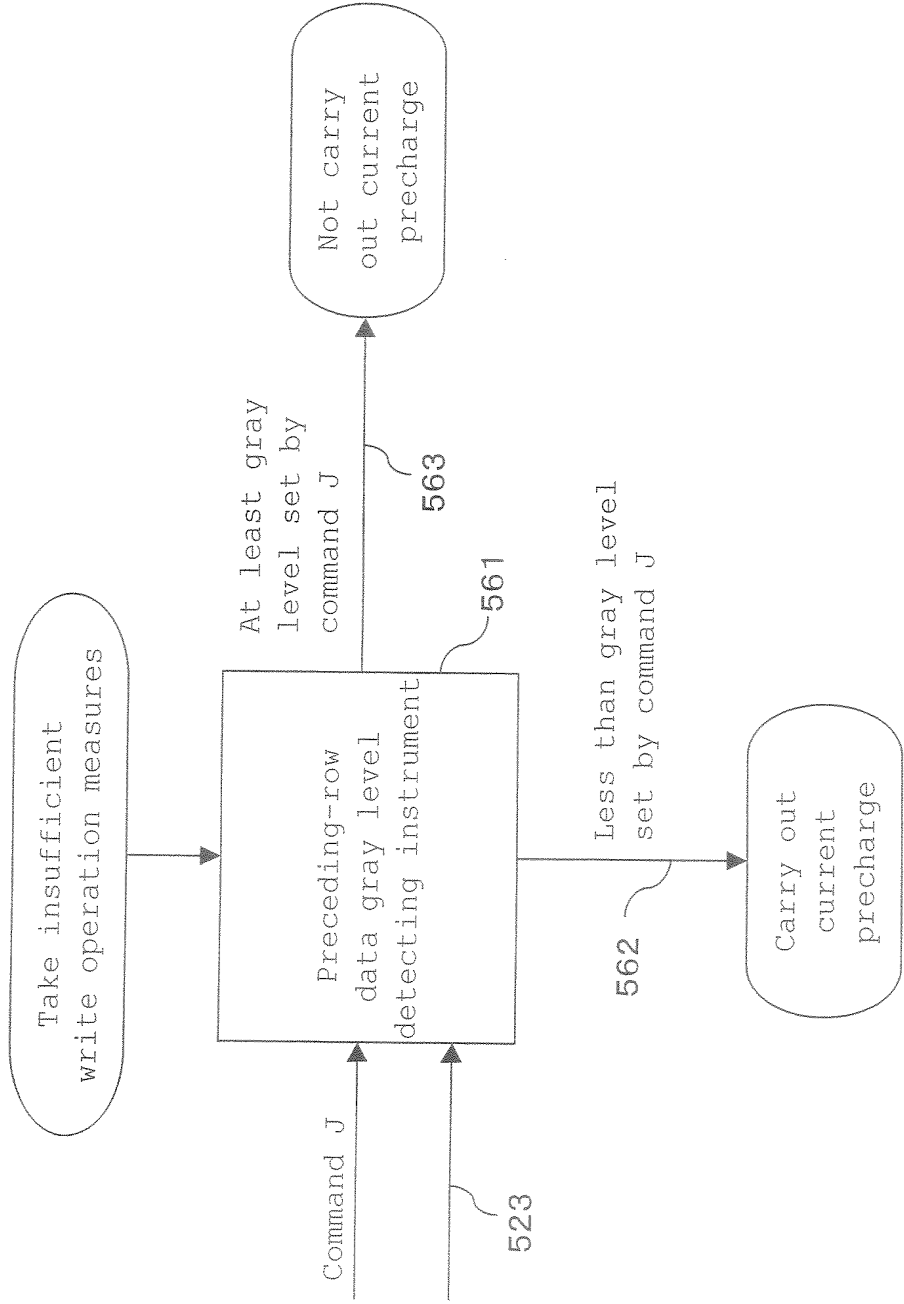 Take insufficient
write operation measures
Command J
523
Preceding-row
data gray level
detecting instrument
561
At least gray
level set by
command J
563
Not carry
out current
precharge
Less than gray level
set by command J
562
Carry out
current
precharge